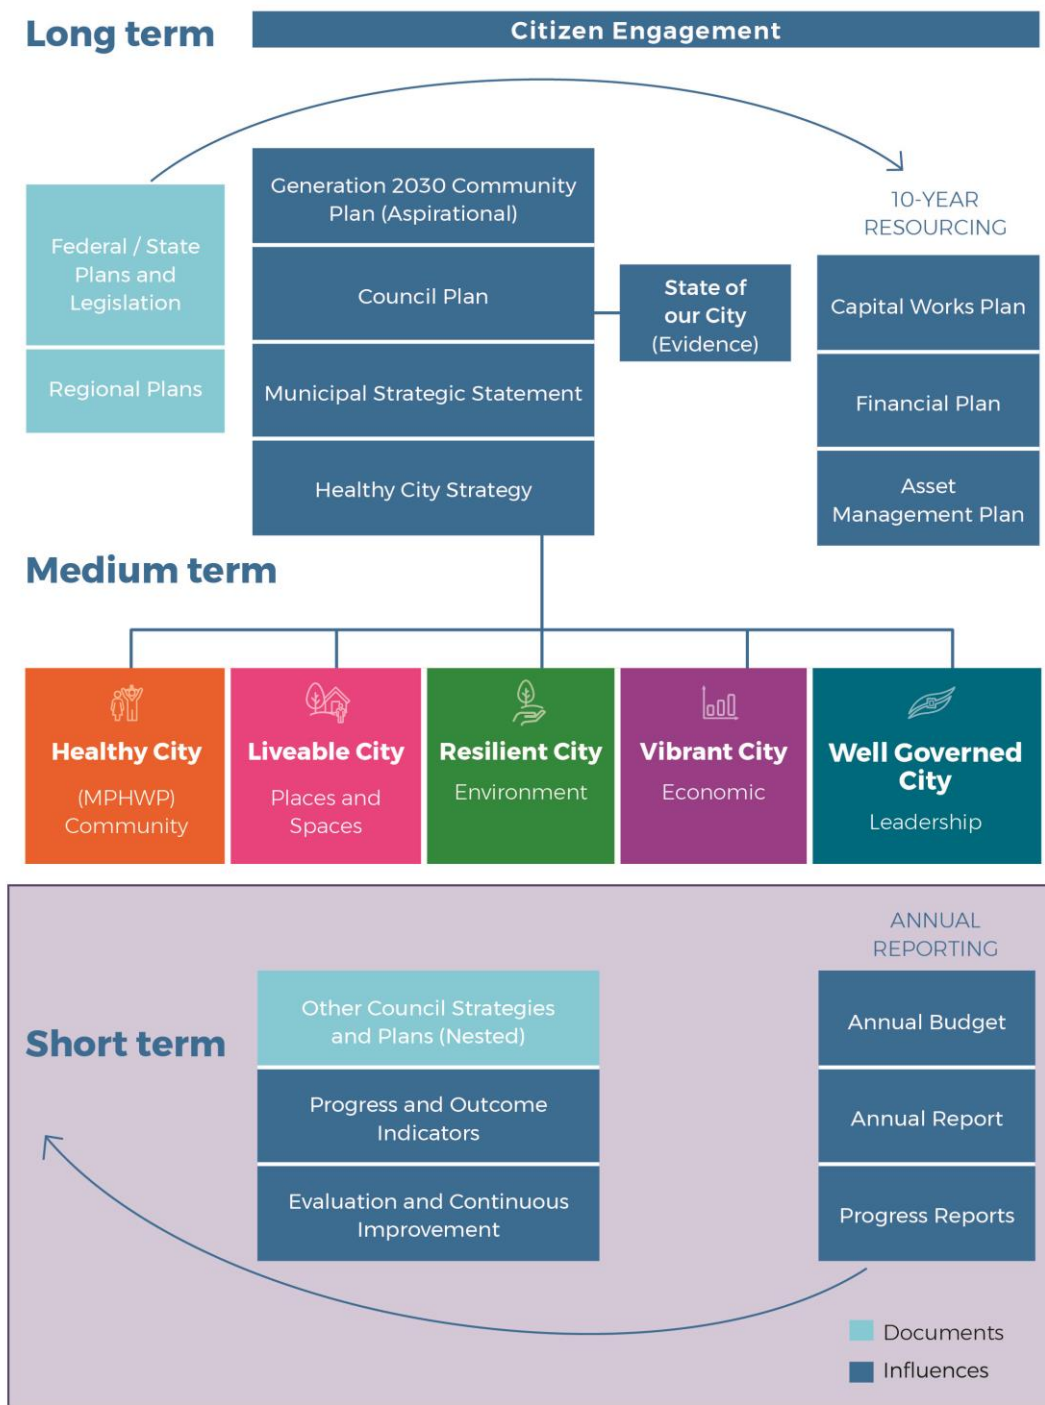 Long term
Citizen Engagement
Federal / State
Plans and
Legislation
Regional Plans
Generation 2030 Community
Plan (Aspirational)
Council Plan
Municipal Strategic Statement
Healthy City Strategy
State of
our City
(Evidence)
10-YEAR
RESOURCING
Capital Works Plan
Financial Plan
Asset
Management Plan
Medium term
Healthy City
(MPHWP)
Community
Liveable City
Places and
Spaces
Resilient City
Environment
Vibrant City
Economic
Well Governed
City
Leadership
Short term
Other Council Strategies
and Plans (Nested)
Progress and Outcome
Indicators
Evaluation and Continuous
Improvement
ANNUAL
REPORTING
Annual Budget
Annual Report
Progress Reports
Documents
Influences